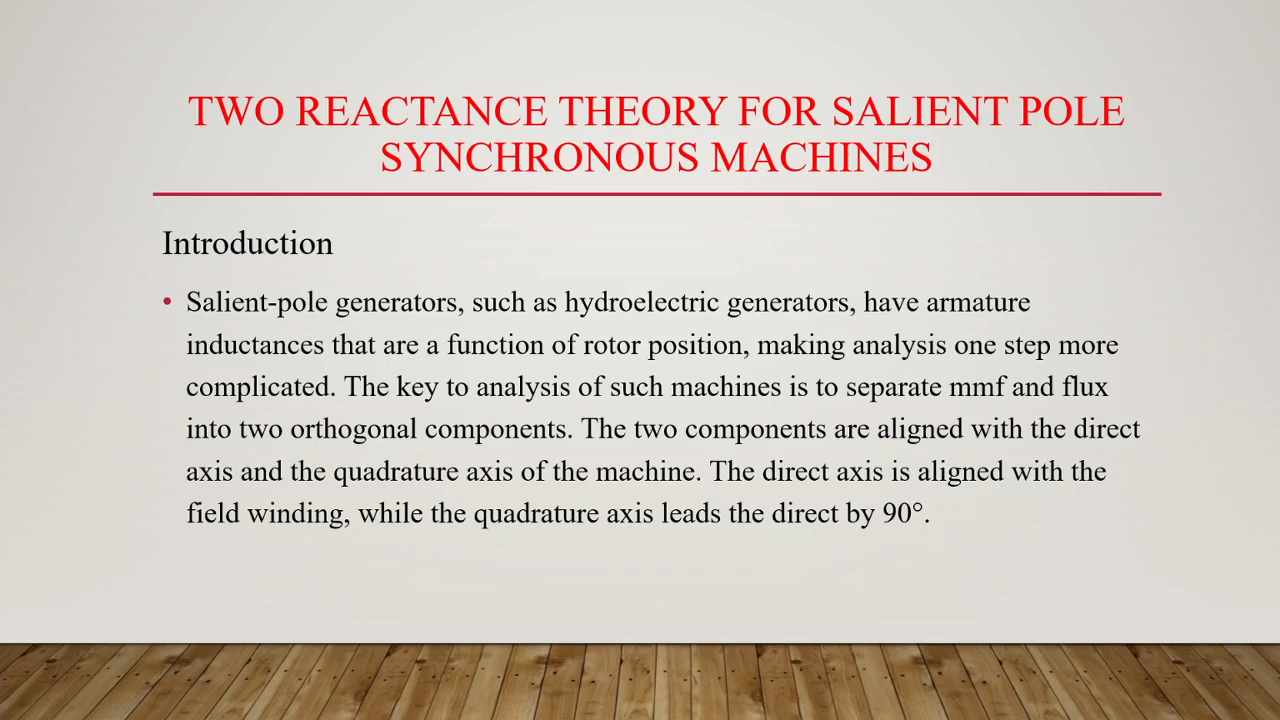 TWO REACTANCE THEORY FOR SALIENT POLE
SYNCHRONOUS MACHINES
Introduction
• Salient-pole generators, such as hydroelectric generators, have armature
inductances that are a function of rotor position, making analysis one step more
complicated. The key to analysis of such machines is to separate mmf and flux
into two orthogonal components. The two components are aligned with the direct
axis and the quadrature axis of the machine. The direct axis is aligned with the
field winding, while the quadrature axis leads the direct by 90°.